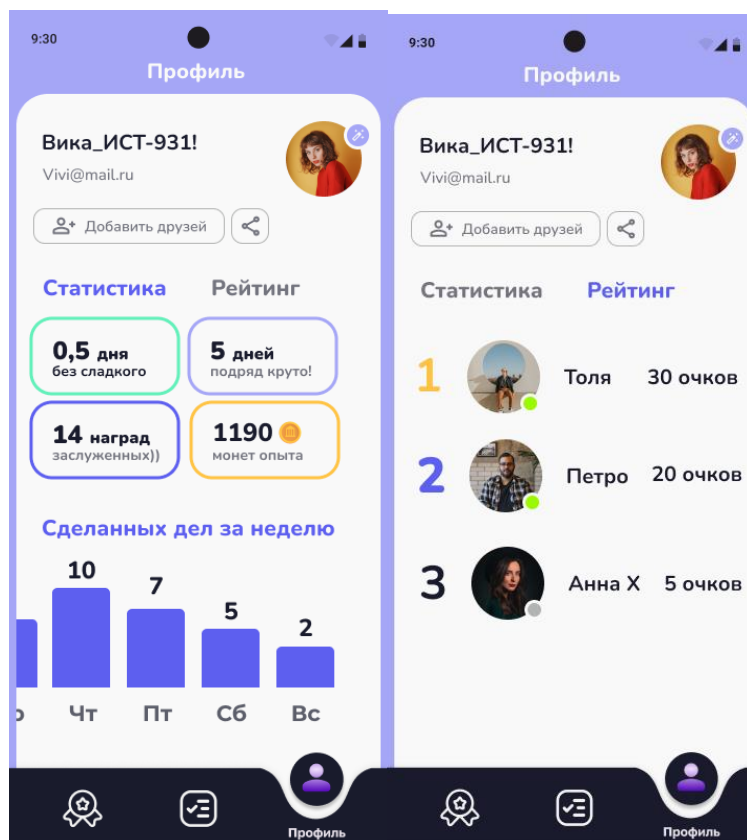 9:30
Профиль
Вика_ИСТ-931!
Vivi@mail.ru
Добавить друзей
Статистика Рейтинг
0,5 дня
без сладкого
5 дней
подряд круто!
14 наград
заслуженных))
1190
монет опыта
Сделанных дел за неделю
10
7
5
2
р Чт Пт Сб Вс
Профиль
9:30
Профиль
Вика_ИСТ-931!
Vivi@mail.ru
Добавить друзей
Статистика Рейтинг
1 Толя 30 очков
2 Петро 20 очков
3 Анна Х 5 очков
Профиль